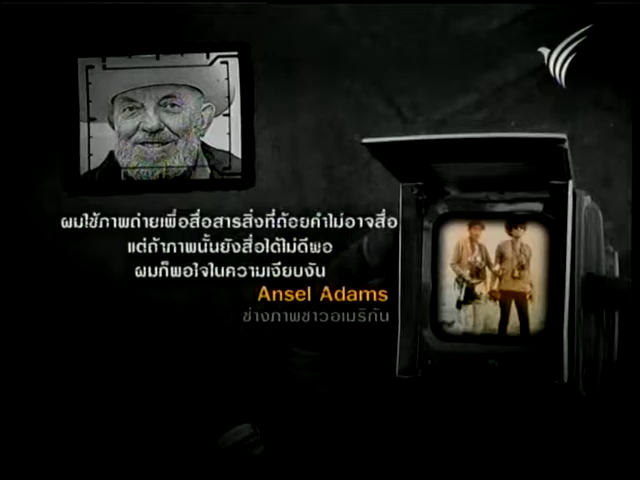 ผมใช้ภาพถ่ายเพื่อสื่อสารสิ่งที่ถ้อยคำไม่อาจสื่อ
แต่ถ้าภาพนั้นยังสื่อได้ไม่ดีพอ
ผมก็พอใจในความเงียบงัน
Ansel Adams
ช่างภาพชาวอเมริกัน